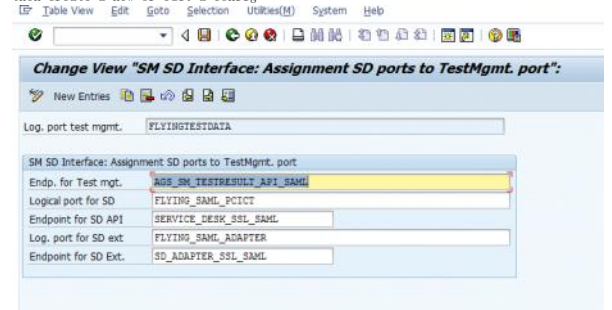 Table View Edit Goto Selection Utilities(M) System Help
Change View "SM SD Interface: Assignment SD ports to TestMgmt. port":
New Entries
Log. port test mgmt. FLYINGTESTDATA
SM SD Interface: Assignment SD ports to TestMgmt. port
Endp. for Test mgt. AGS_SM_TESTRESULT_API_SAML
Logical port for SD FLYING_SAML_PCICT
Endpoint for SD API SERVICE_DESK_SSL_SAML
Log. port for SD ext FLYING_SAML_ADAPTER
Endpoint for SD Ext. SD_ADAPTER_SSL_SAML